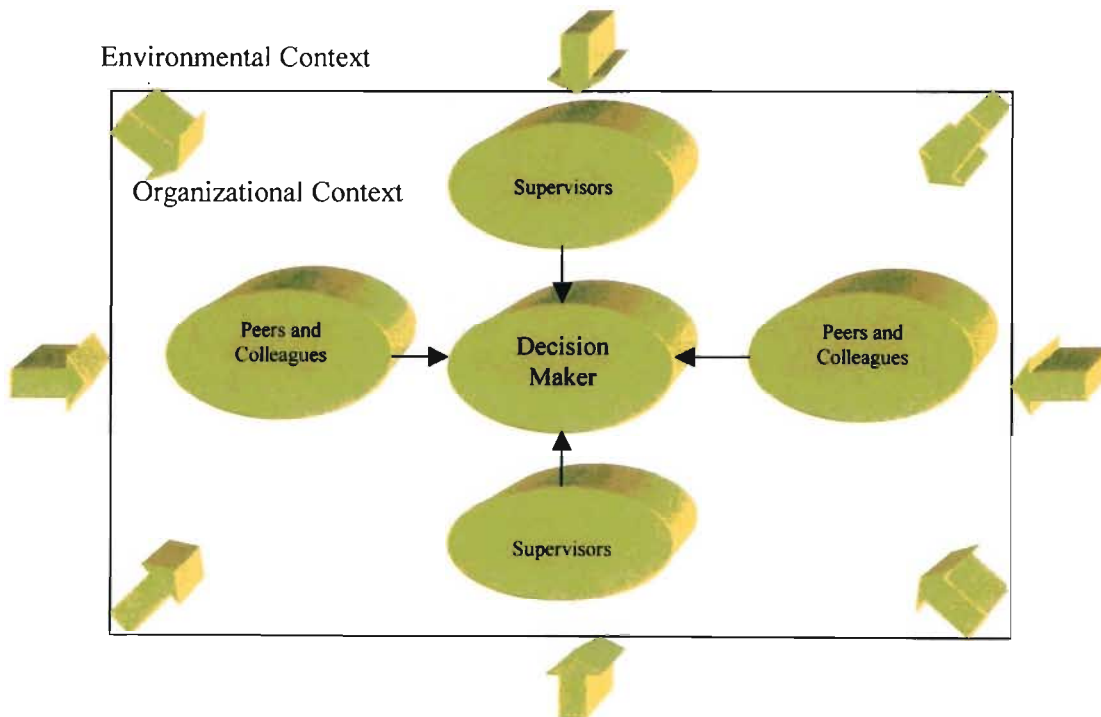 Environmental Context
Organizational Context
Supervisors
Peers and
Colleagues
Decision
Maker
Peers and
Colleagues
Supervisors